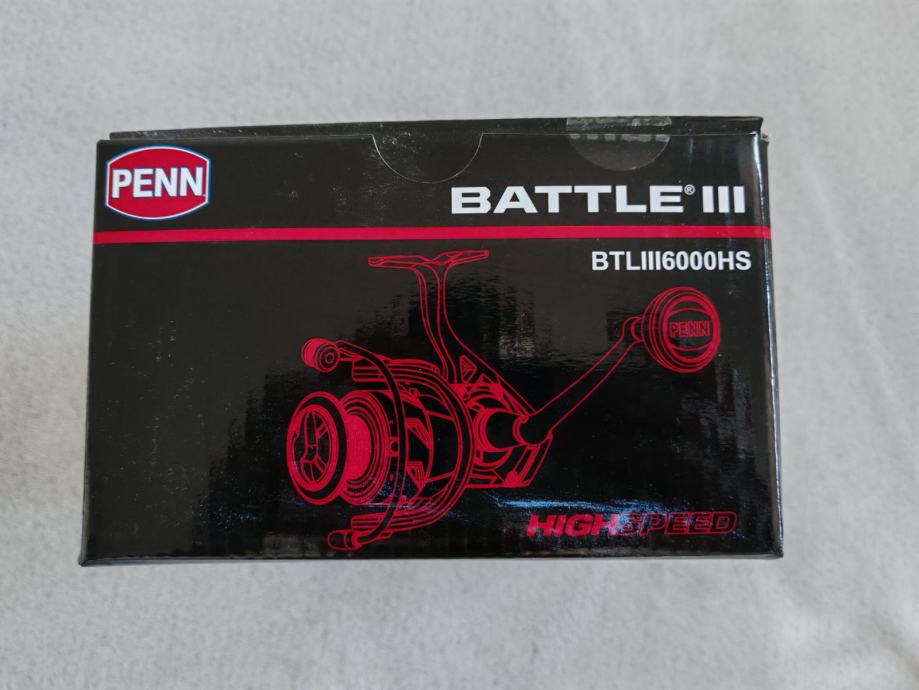 PENN
BATTLE® III
BTLIII6000HS
PENN
HIGHSPEED